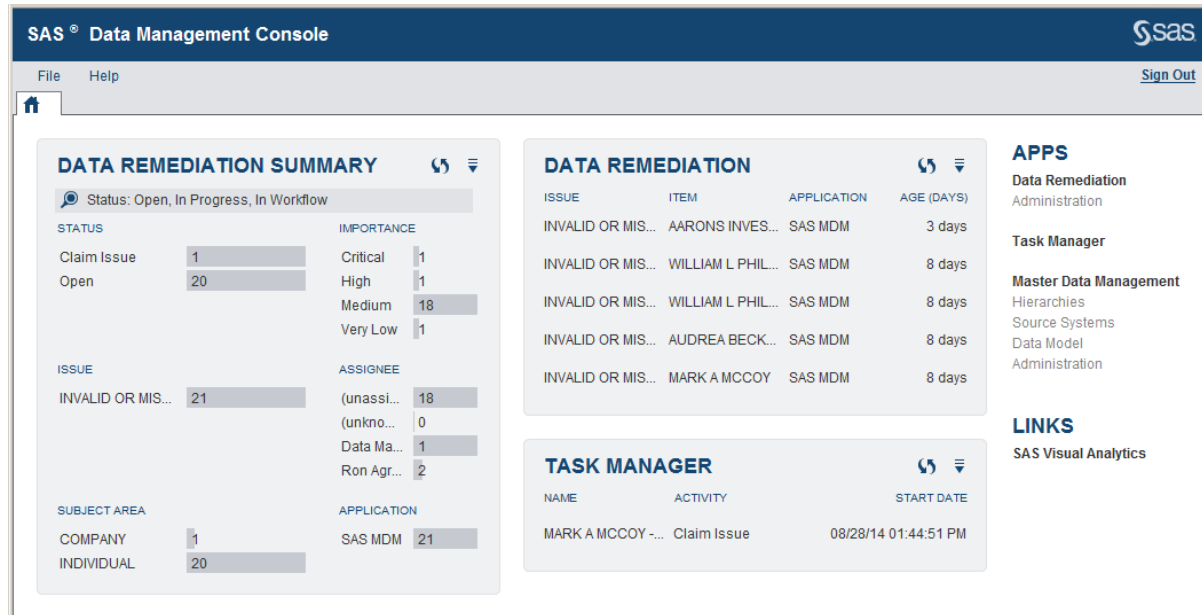 SAS ® Data Management Console
sas
File Help
Sign Out
DATA REMEDIATION SUMMARY
Status: Open, In Progress, In Workflow
STATUS
Claim Issue 1
Open 20
IMPORTANCE
Critical 1
High 1
Medium 18
Very Low 1
ISSUE
INVALID OR MIS... 21
ASSIGNEE
(unassi... 18
(unkno... 0
Data Ma... 1
Ron Agr... 2
SUBJECT AREA
COMPANY 1
INDIVIDUAL 20
APPLICATION
SAS MDM 21
DATA REMEDIATION
ISSUE ITEM APPLICATION AGE (DAYS)
INVALID OR MIS... AARONS INVES... SAS MDM 3 days
INVALID OR MIS... WILLIAM L PHIL... SAS MDM 8 days
INVALID OR MIS... WILLIAM L PHIL... SAS MDM 8 days
INVALID OR MIS... AUDREA BECK... SAS MDM 8 days
INVALID OR MIS... MARK A MCCOY SAS MDM 8 days
TASK MANAGER
NAME ACTIVITY START DATE
MARK A MCCOY -... Claim Issue 08/28/14 01:44:51 PM
APPS
Data Remediation
Administration
Task Manager
Master Data Management
Hierarchies
Source Systems
Data Model
Administration
LINKS
SAS Visual Analytics